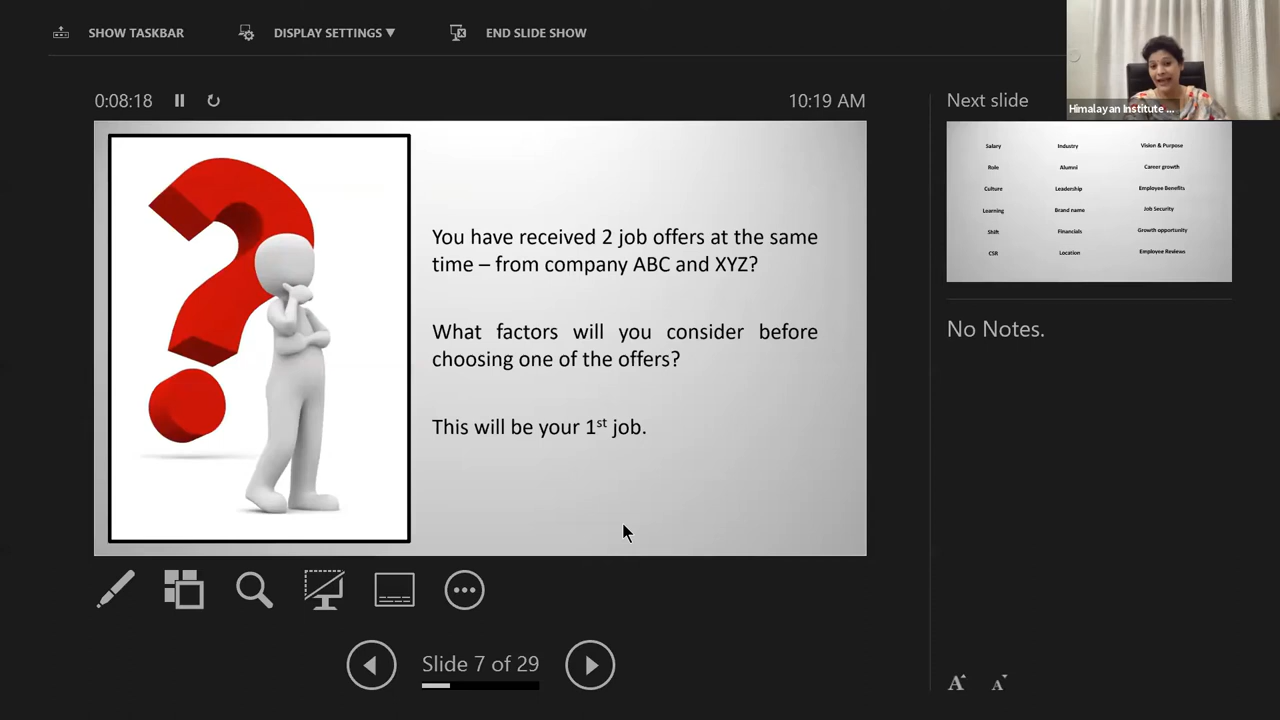 SHOW TASKBAR
DISPLAY SETTINGS ▼
END SLIDE SHOW
Himalayan Institute ...
0:08:18
10:19 AM
Next slide
You have received 2 job offers at the same
time – from company ABC and XYZ?
What factors will you consider before
choosing one of the offers?
This will be your 1st job.
Salary Industry Vision & Purpose
Role Alumni Career growth
Culture Leadership Employee Benefits
Learning Brand name Job Security
Shift Financials Growth opportunity
CSR Location Employee Reviews
No Notes.
Slide 7 of 29
A A